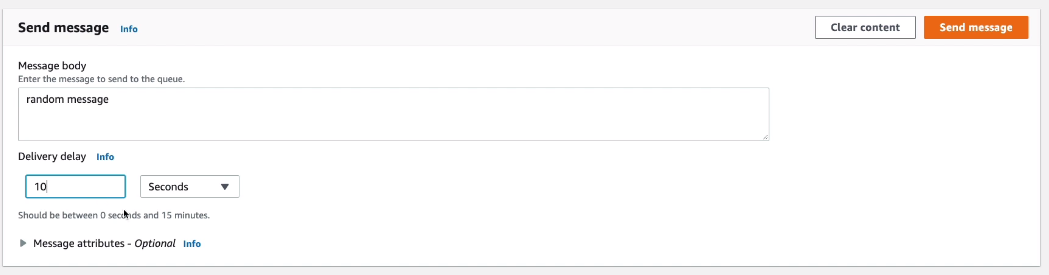 Send message Info Clear content Send message
Message body
Enter the message to send to the queue.
random message
Delivery delay Info
10 Seconds
Should be between 0 seconds and 15 minutes.
Message attributes - Optional Info